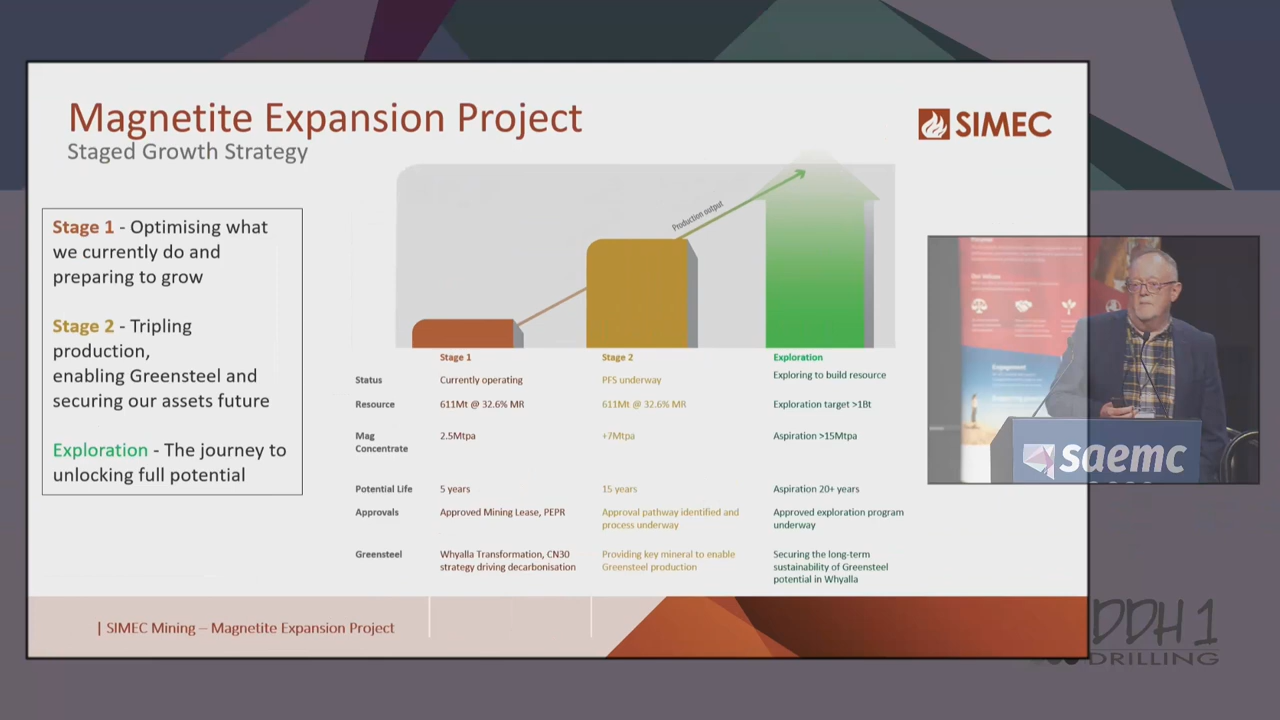 Magnetite Expansion Project
Staged Growth Strategy
SIMEC
Stage 1 - Optimising what
we currently do and
preparing to grow
Stage 2 - Tripling
production,
enabling Greensteel and
securing our assets future
Exploration - The journey to
unlocking full potential
Production output
Stage 1
Stage 2
Exploration
Status
Currently operating
PFS underway
Exploring to build resource
Resource
611Mt @ 32.6% MR
611Mt @ 32.6% MR
Exploration target >1Bt
Mag
Concentrate
2.5Mtpa
+7Mtpa
Aspiration >15Mtpa
Potential Life
5 years
15 years
Aspiration 20+ years
Approvals
Approved Mining Lease, PEPR
Approval pathway identified and
process underway
Approved exploration program
underway
Greensteel
Whyalla Transformation, CN30
strategy driving decarbonisation
Providing key mineral to enable
Greensteel production
Securing the long-term
sustainability of Greensteel
potential in Whyalla
| SIMEC Mining – Magnetite Expansion Project
Engagement
saemc
DDH 1
DRILLING